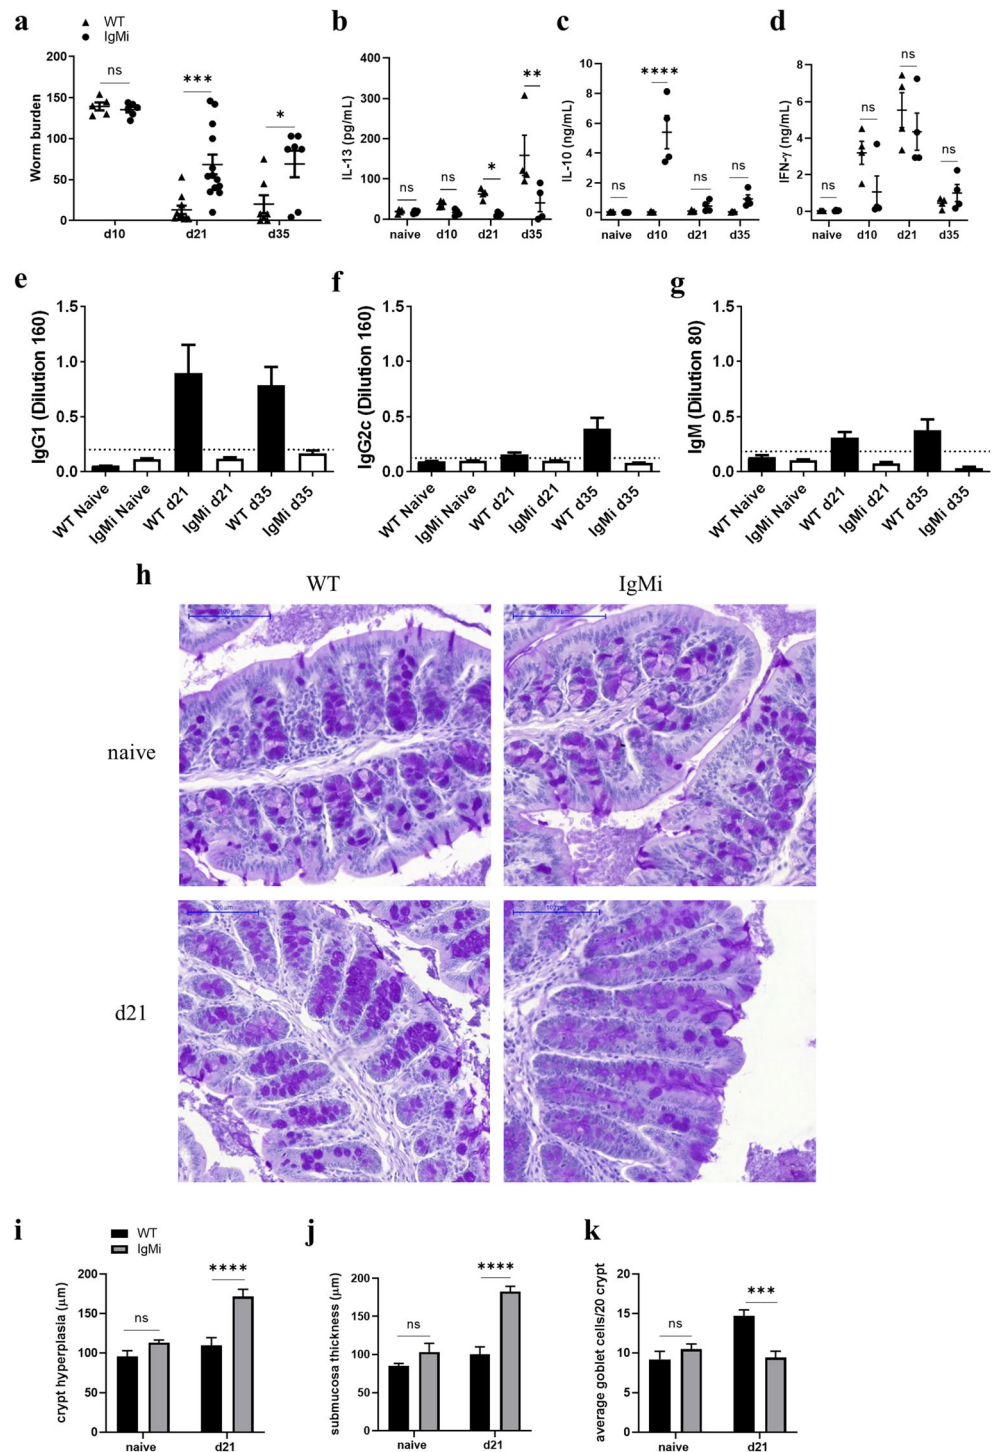 a
▲ WT
● IgMi
Worm burden
200
150
100
50
0
ns
***
*
d10 d21 d35
b
IL-13 (pg/mL)
400
300
200
100
0
ns
ns
*
**
naive d10 d21 d35
c
IL-10 (ng/mL)
10
8
6
4
2
0
ns
****
ns
ns
naive d10 d21 d35
d
IFN-γ (ng/mL)
8
6
4
2
0
ns
ns
ns
ns
naive d10 d21 d35
e
IgG1 (Dilution 160)
1.5
1.0
0.5
0.0
WT Naive
IgMi Naive
WT d21
IgMi d21
WT d35
IgMi d35
f
IgG2c (Dilution 160)
1.5
1.0
0.5
0.0
WT Naive
IgMi Naive
WT d21
IgMi d21
WT d35
IgMi d35
g
IgM (Dilution 80)
1.5
1.0
0.5
0.0
WT Naive
IgMi Naive
WT d21
IgMi d21
WT d35
IgMi d35
h
WT IgMi
naive
d21
i
WT
IgMi
crypt hyperplasia (μm)
200
150
100
50
0
ns
****
naive d21
j
submucosa thickness (μm)
200
150
100
50
0
ns
****
naive d21
k
average goblet cells/20 crypt
20
15
10
5
0
ns
***
naive d21